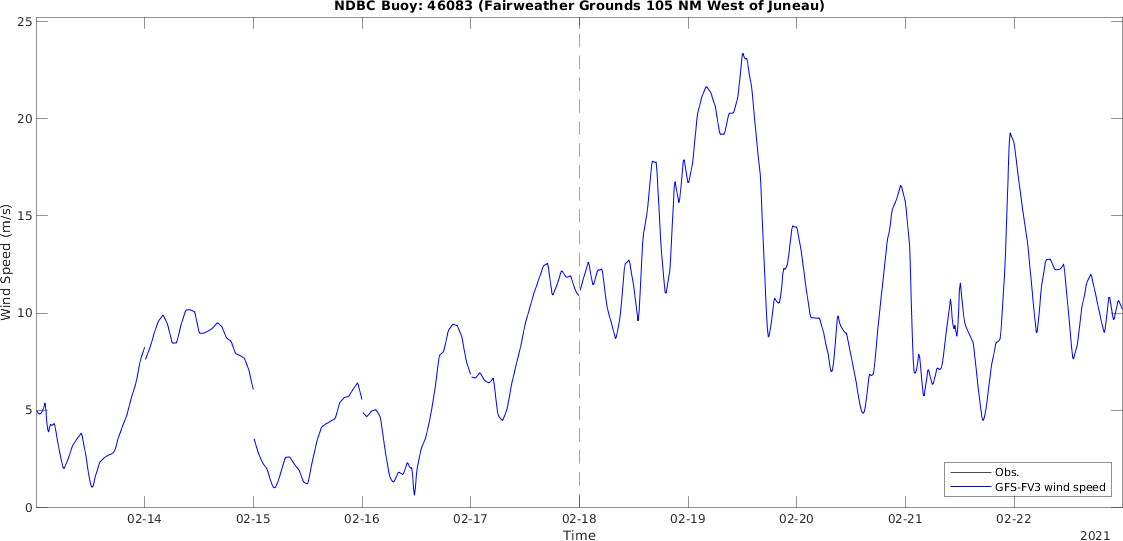 NDBC Buoy: 46083 (Fairweather Grounds 105 NM West of Juneau)
25
20
15
10
5
0
Wind Speed (m/s)
02-14 02-15 02-16 02-17 02-18 02-19 02-20 02-21 02-22
Time
2021
Obs.
GFS-FV3 wind speed